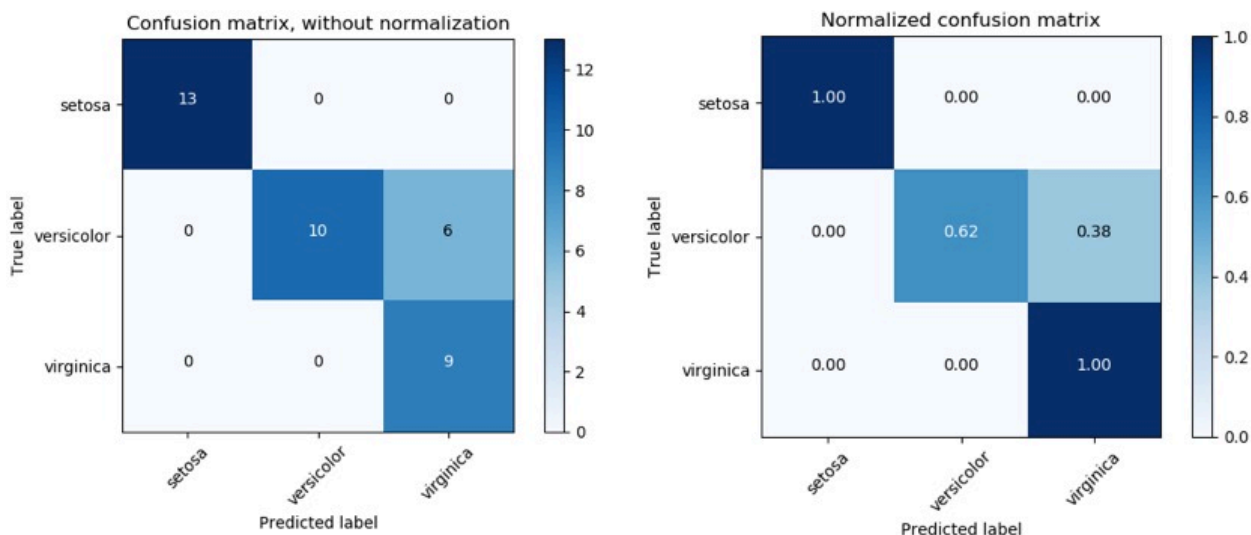 Confusion matrix, without normalization
setosa
versicolor
virginica
True label
13 0 0
0 10 6
0 0 9
setosa
versicolor
virginica
Predicted label
12
10
8
6
4
2
0
Normalized confusion matrix
setosa
versicolor
virginica
True label
1.00 0.00 0.00
0.00 0.62 0.38
0.00 0.00 1.00
setosa
versicolor
virginica
Predicted label
1.0
0.8
0.6
0.4
0.2
0.0